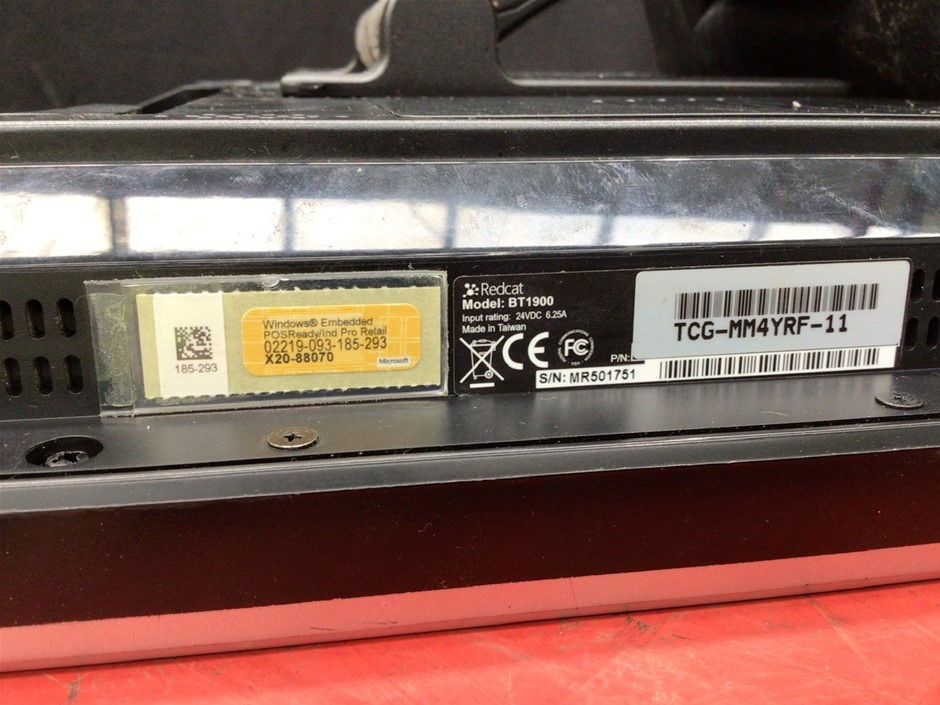 Windows® Embedded
POSReady/Ind Pro Retail
02219-093-185-293
X20-88070
Microsoft
185-293
Redcat
Model: BT1900
Input rating: 24VDC 6.25A
Made in Taiwan
CE FC
P/N:
S/N: MR501751
TCG-MM4YRF-11